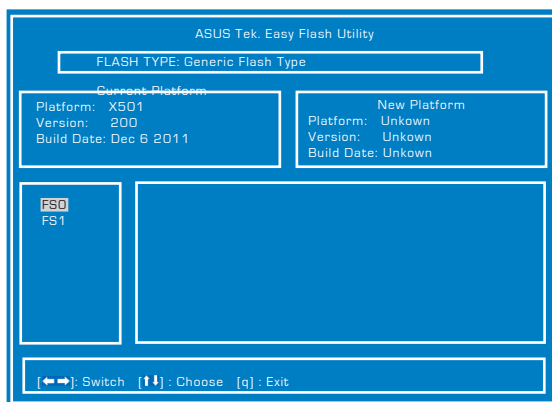 ASUS Tek. Easy Flash Utility
FLASH TYPE: Generic Flash Type
Current Platform
Platform: X501
Version: 200
Build Date: Dec 6 2011
New Platform
Platform: Unkown
Version: Unkown
Build Date: Unkown
FS0
FS1
[←→]: Switch [↑↓] : Choose [q] : Exit